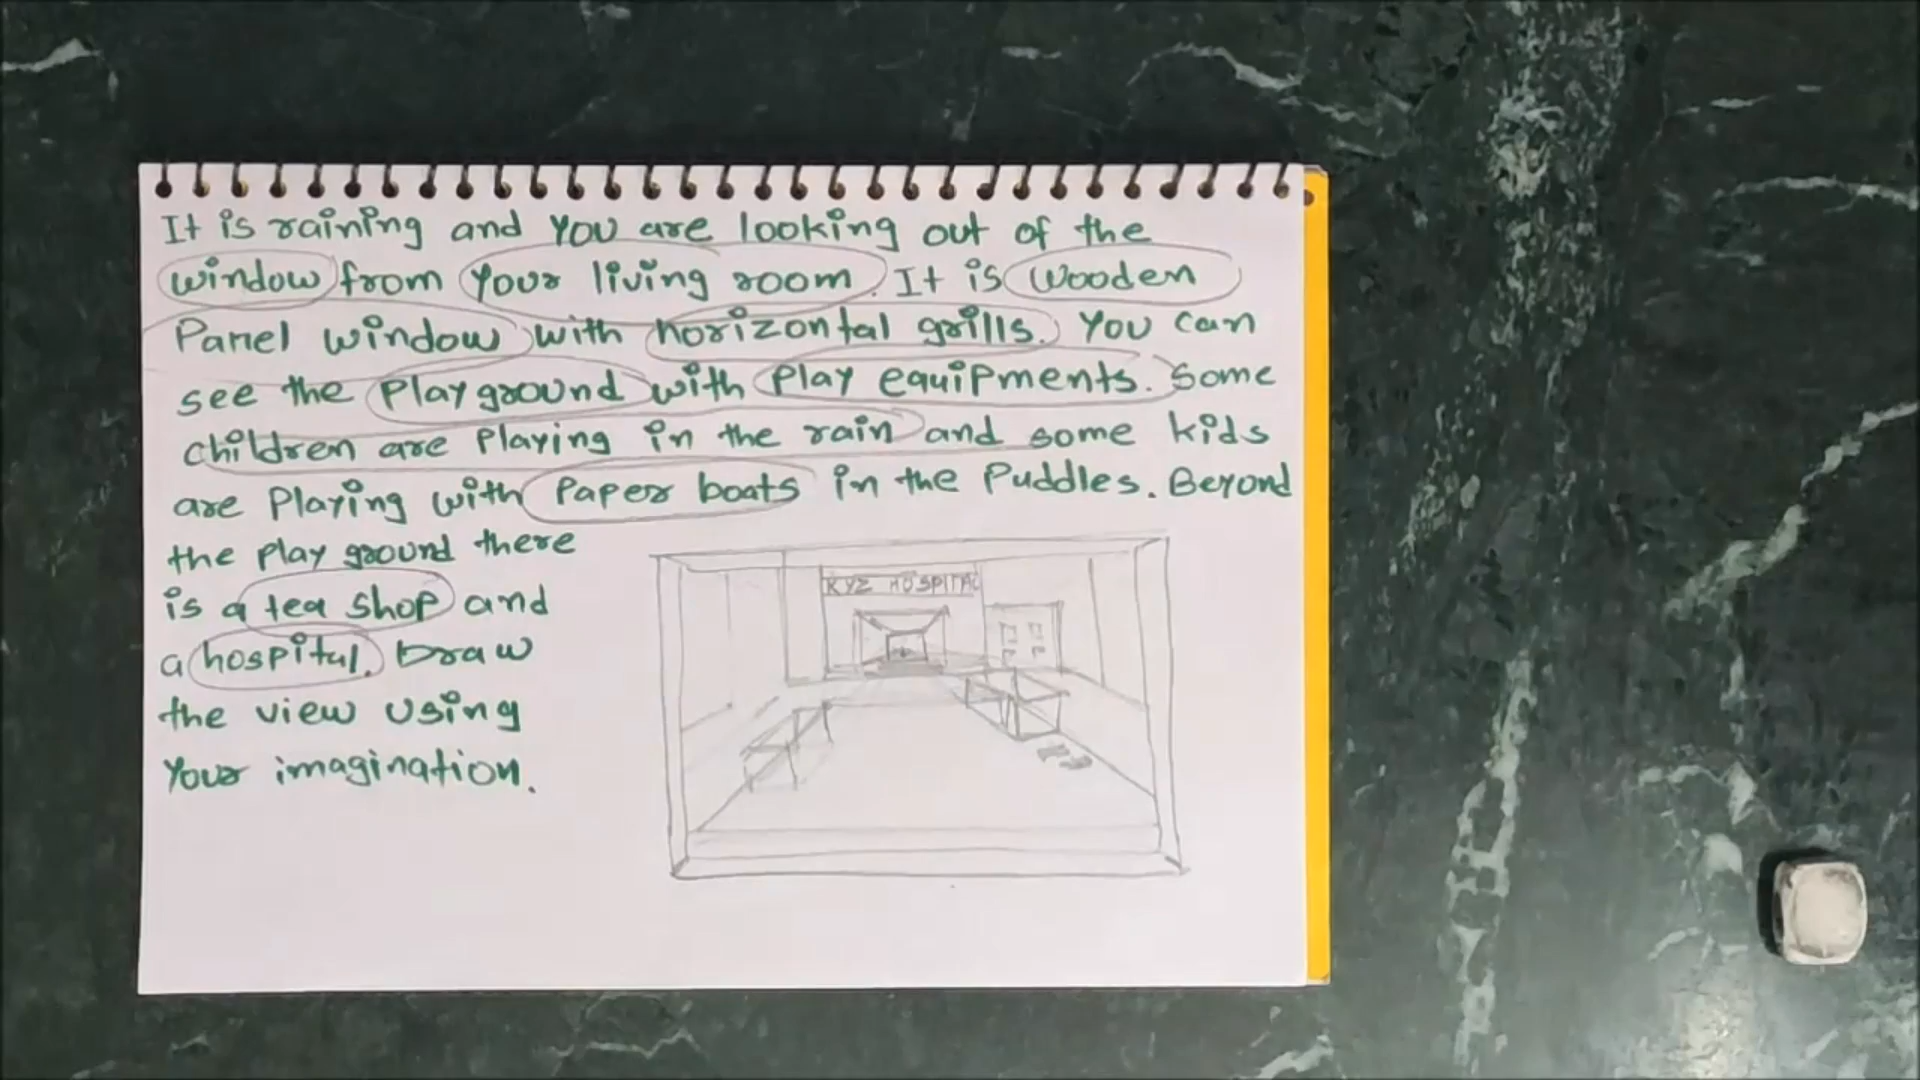 It is raining and you are looking out of the
window from your living room. It is wooden
Panel window with horizontal grills. You can
see the play ground with play equipments. Some
children are playing in the rain and some kids
are playing with paper boats in the puddles. Beyond
the play ground there
is a tea shop and
a hospital. Draw
the view using
your imagination.
XYZ HOSPITAL